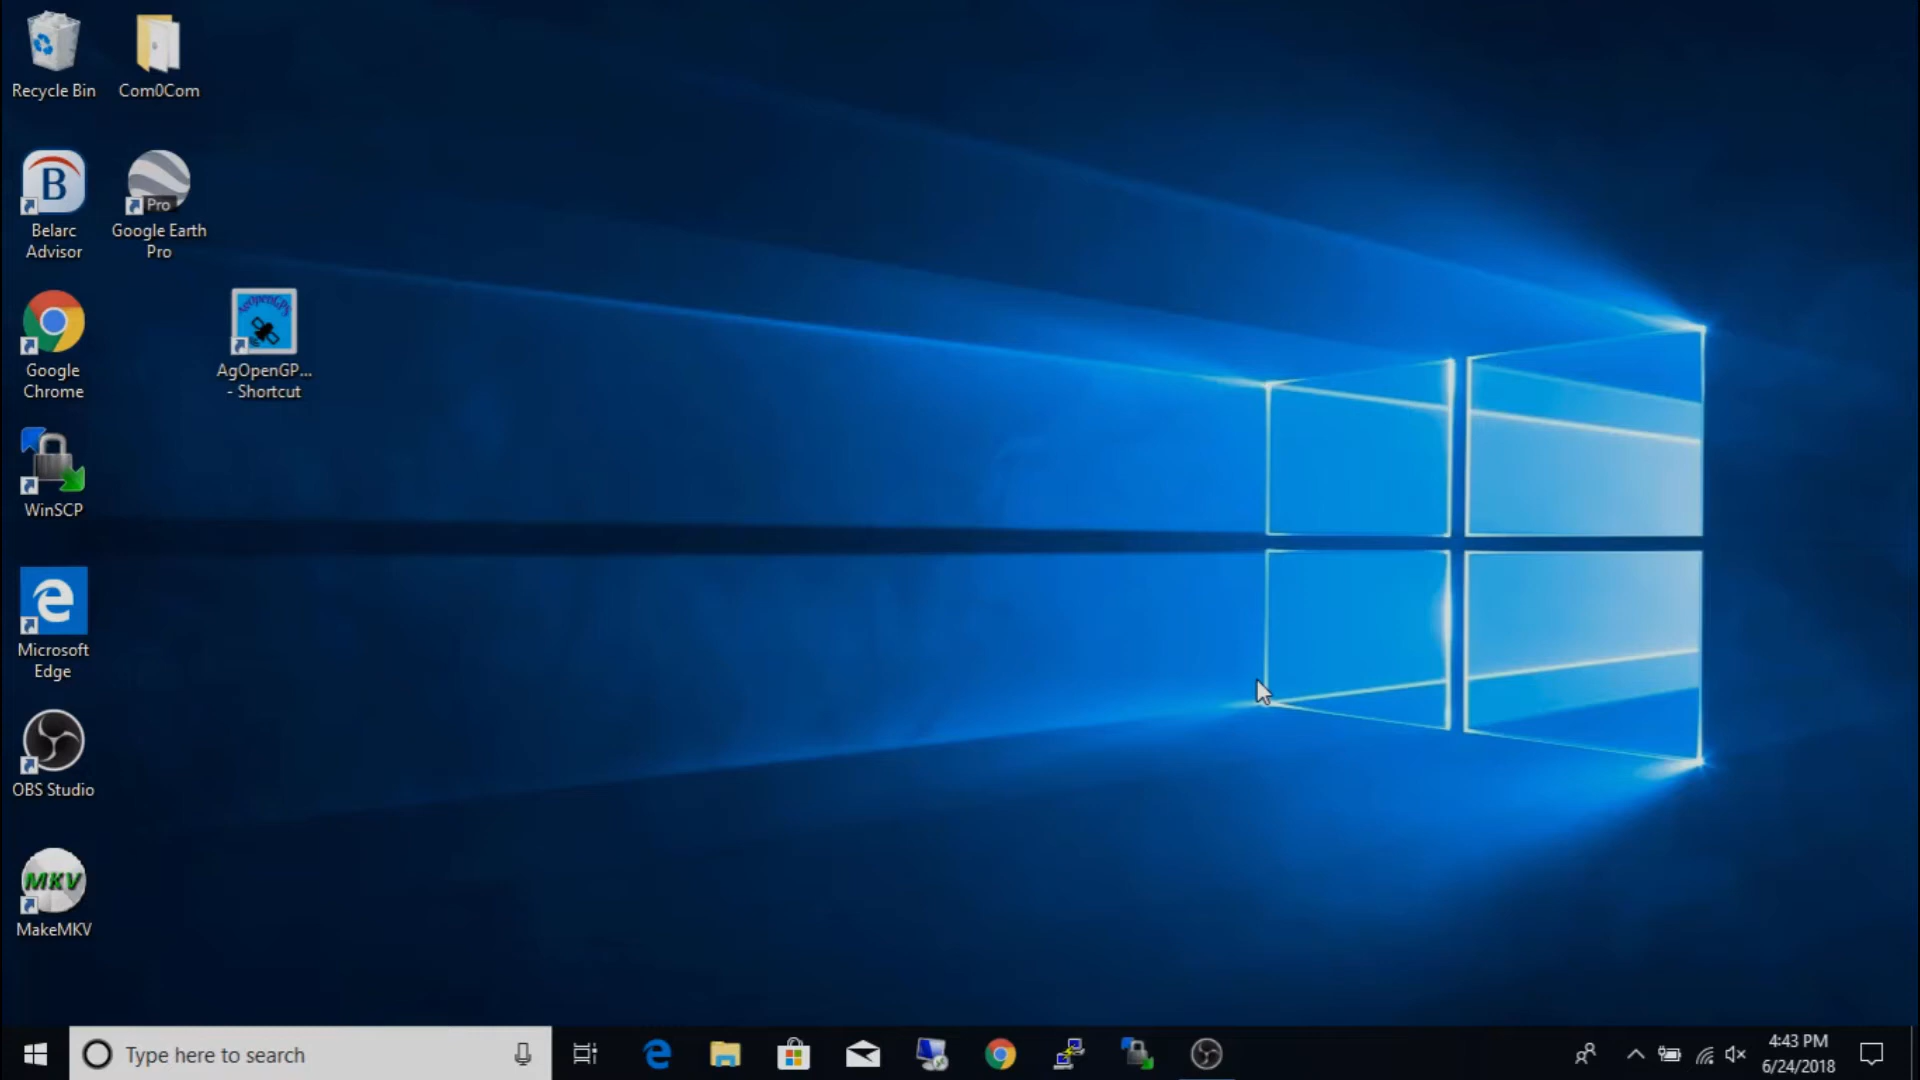 Recycle Bin
Com0Com
B
Belarc
Advisor
Pro
Google Earth
Pro
Google
Chrome
AgOpenGPS
AgOpenGP...
- Shortcut
WinSCP
Microsoft
Edge
OBS Studio
MKV
MakeMKV
Type here to search
4:43 PM
6/24/2018